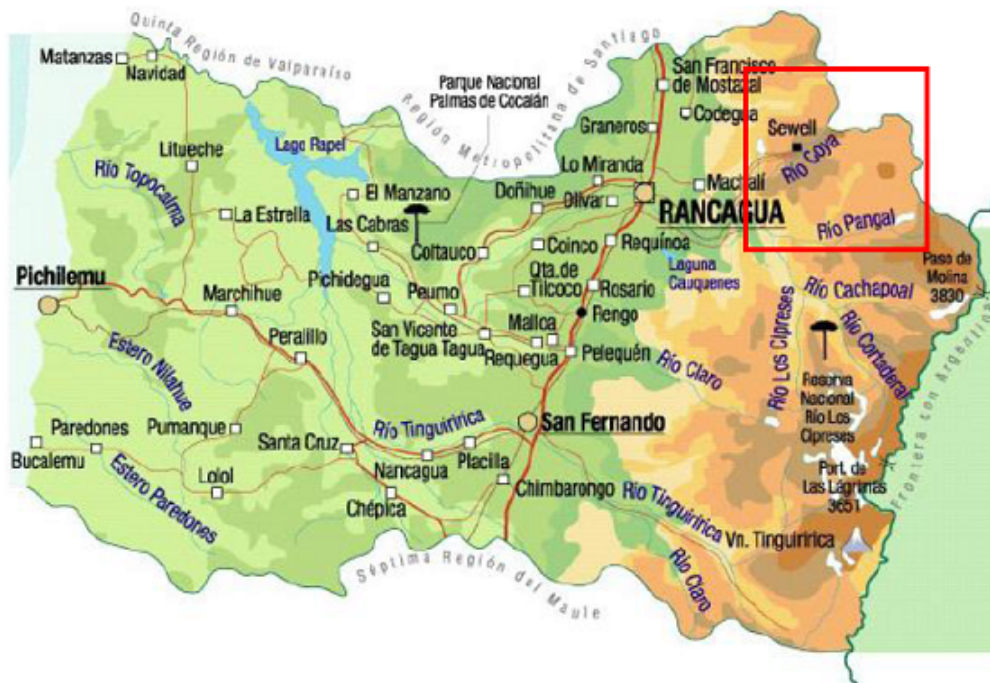 Quinta Región de Valparaíso
Matanzas
Navidad
Parque Nacional
Palmas de Cocalán
Región Metropolitana de Santiago
San Francisco
de Mostazal
Codegua
Graneros
Sewell
Río Coya
Lago Rapel
Litueche
Río Topocalma
El Manzano
Lo Miranda
Doñihue
Olivar
Machalí
RANCAGUA
La Estrella
Las Cabras
Coltauco
Coinco
Requínoa
Río Pangal
Pichilemu
Marchihue
Pichidegua
Peumo
Qta. de
Tilcoco
Rosario
Laguna
Cauquenes
Paso de
Molina
3830
Río Cachapoal
Peralillo
San Vicente
de Tagua Tagua
Malloa
Rengo
Requegua
Pelequén
Río Claro
Río Los Cipreses
Río Cortaderal
Estero Nilahue
Reserva
Nacional
Río Los
Cipreses
Frontera con Argentina
Paredones
Bucalemu
Pumanque
Santa Cruz
Río Tinguiririca
San Fernando
Lolol
Nancagua
Placilla
Chimbarongo
Estero Paredones
Chépica
Río Tinguiririca
Port. de
Las Lágrimas
3651
Vn. Tinguiririca
Río Claro
Séptima Región del Maule